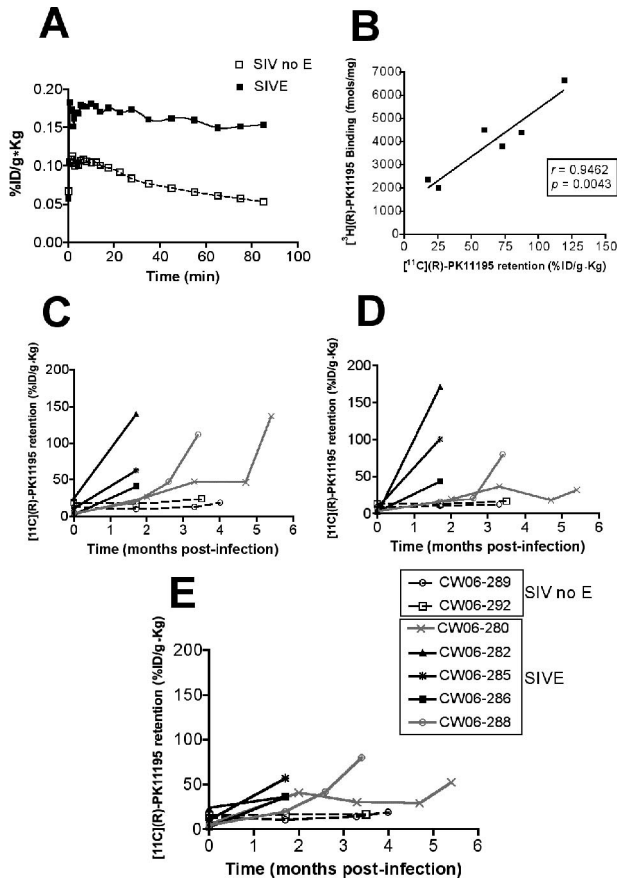 A
SIV no E
SIVE
0.20
0.15
0.10
0.05
0.00
%ID/g*Kg
0 20 40 60 80 100
Time (min)
B
7000
6000
5000
4000
3000
2000
1000
0
[³H](R)-PK11195 Binding (fmols/mg)
r = 0.9462
p = 0.0043
0 25 50 75 100 125 150
[¹¹C](R)-PK11195 retention (%ID/g.Kg)
C
200
150
100
50
0
[11C](R)-PK11195 retention (%ID/g-Kg)
0 1 2 3 4 5 6
Time (months post-infection)
D
200
150
100
50
0
[11C](R)-PK11195 retention (%ID/g-Kg)
0 1 2 3 4 5 6
Time (months post-infection)
E
200
150
100
50
0
[11C](R)-PK11195 retention (%ID/g-Kg)
0 1 2 3 4 5 6
Time (months post-infection)
CW06-289
CW06-292
SIV no E
CW06-280
CW06-282
CW06-285
CW06-286
CW06-288
SIVE